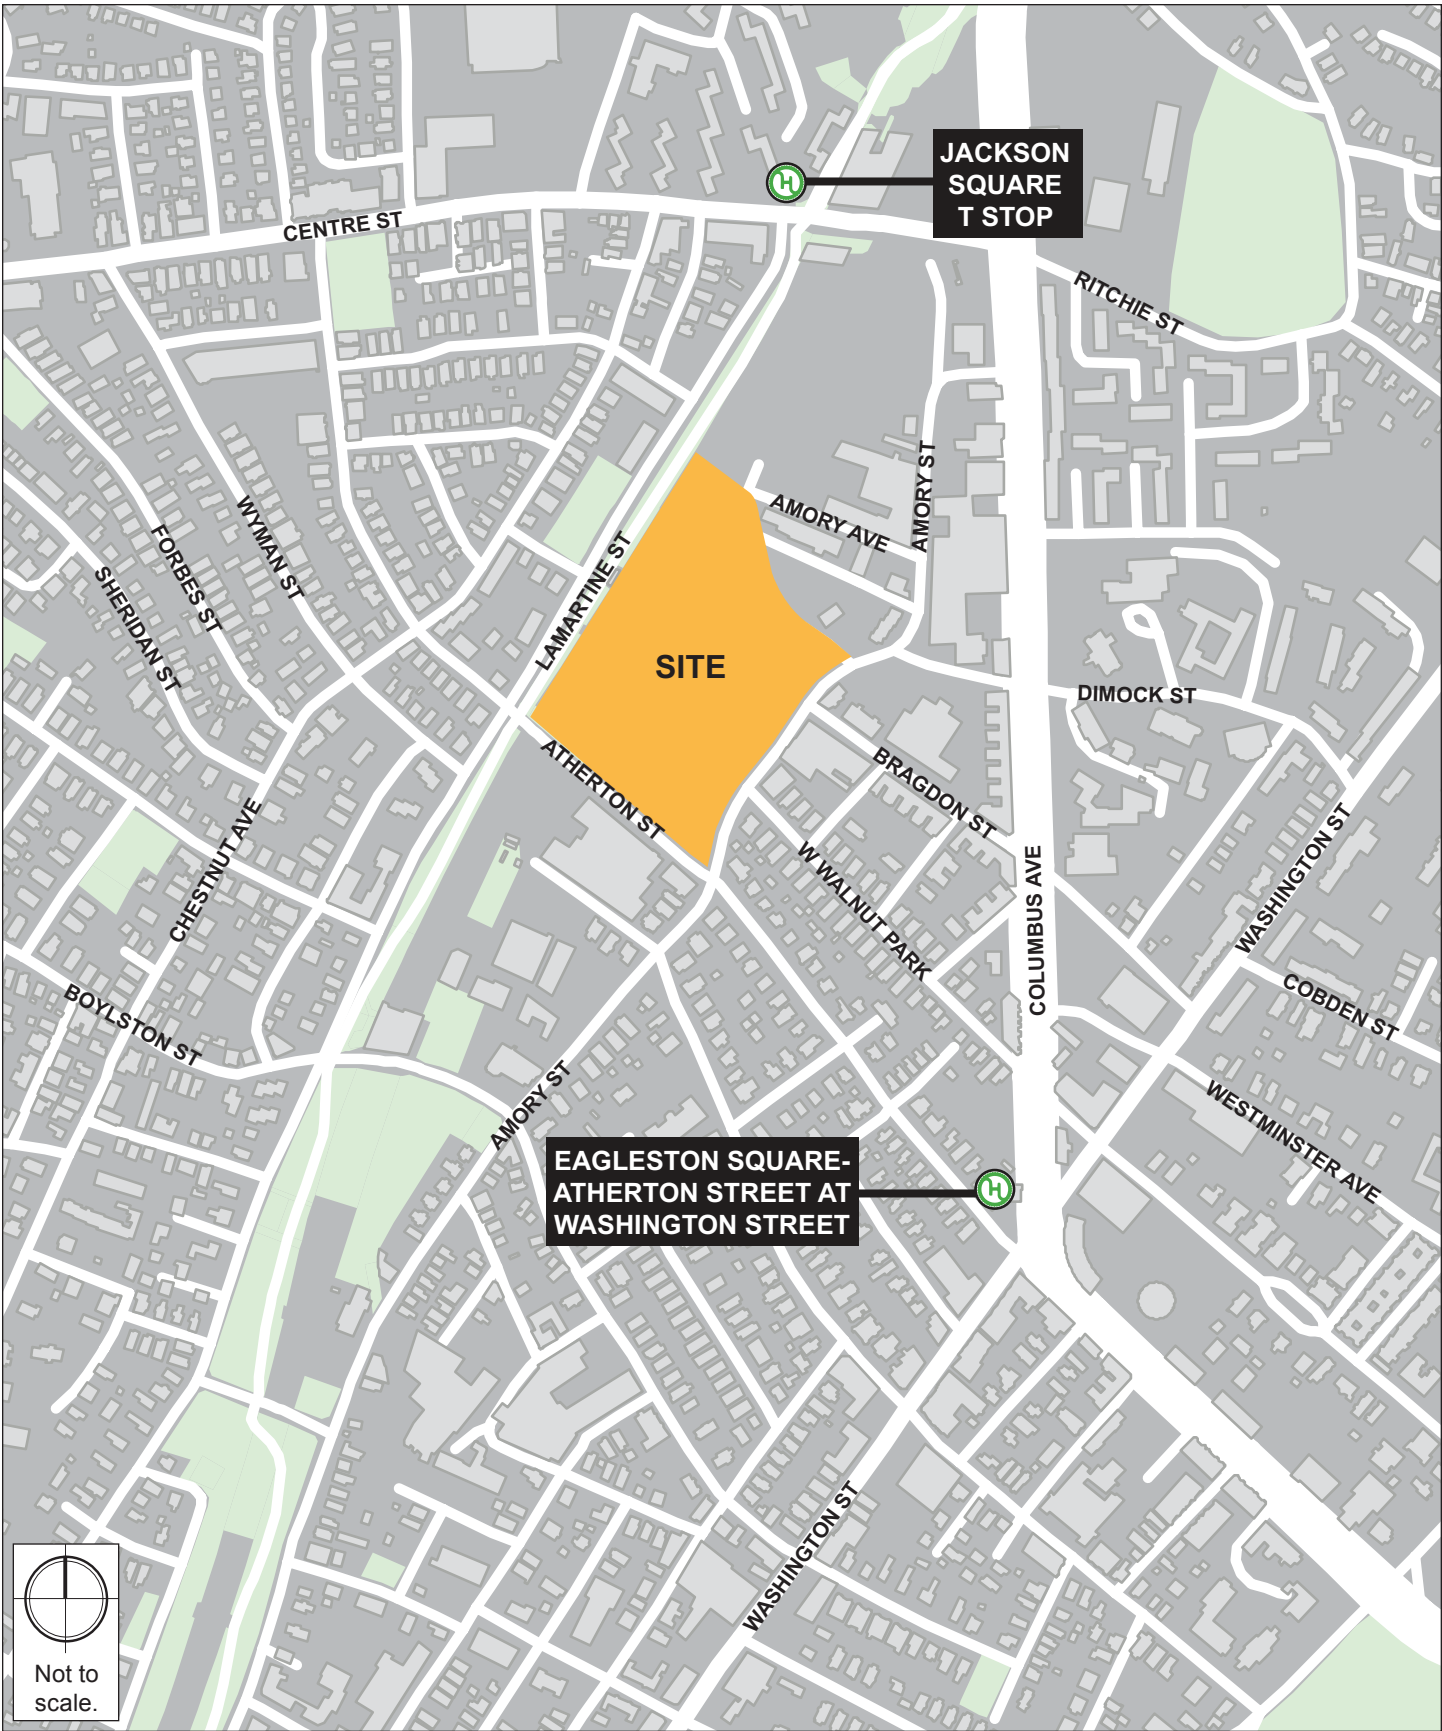 JACKSON
SQUARE
T STOP
CENTRE ST
RITCHIE ST
AMORY ST
AMORY AVE
WYMAN ST
FORBES ST
SHERIDAN ST
LAMARTINE ST
SITE
DIMOCK ST
ATHERTON ST
BRAGDON ST
CHESTNUT AVE
W WALNUT PARK
COLUMBUS AVE
WASHINGTON ST
COBDEN ST
BOYLSTON ST
AMORY ST
WESTMINSTER AVE
EAGLESTON SQUARE-
ATHERTON STREET AT
WASHINGTON STREET
WASHINGTON ST
Not to
scale.